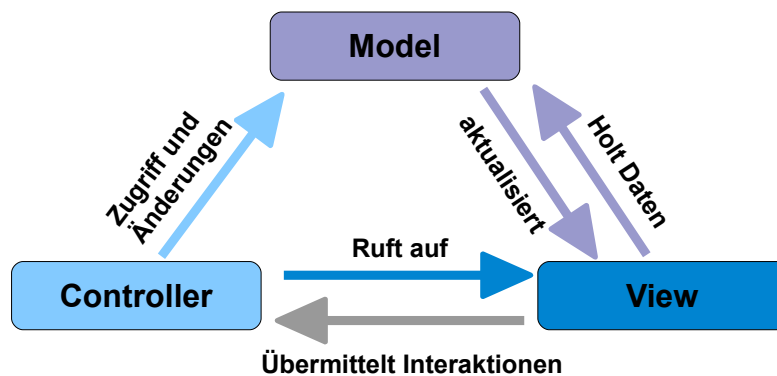 Model
Zugriff und
Änderungen
aktualisiert
Holt Daten
Ruft auf
Controller
View
Übermittelt Interaktionen